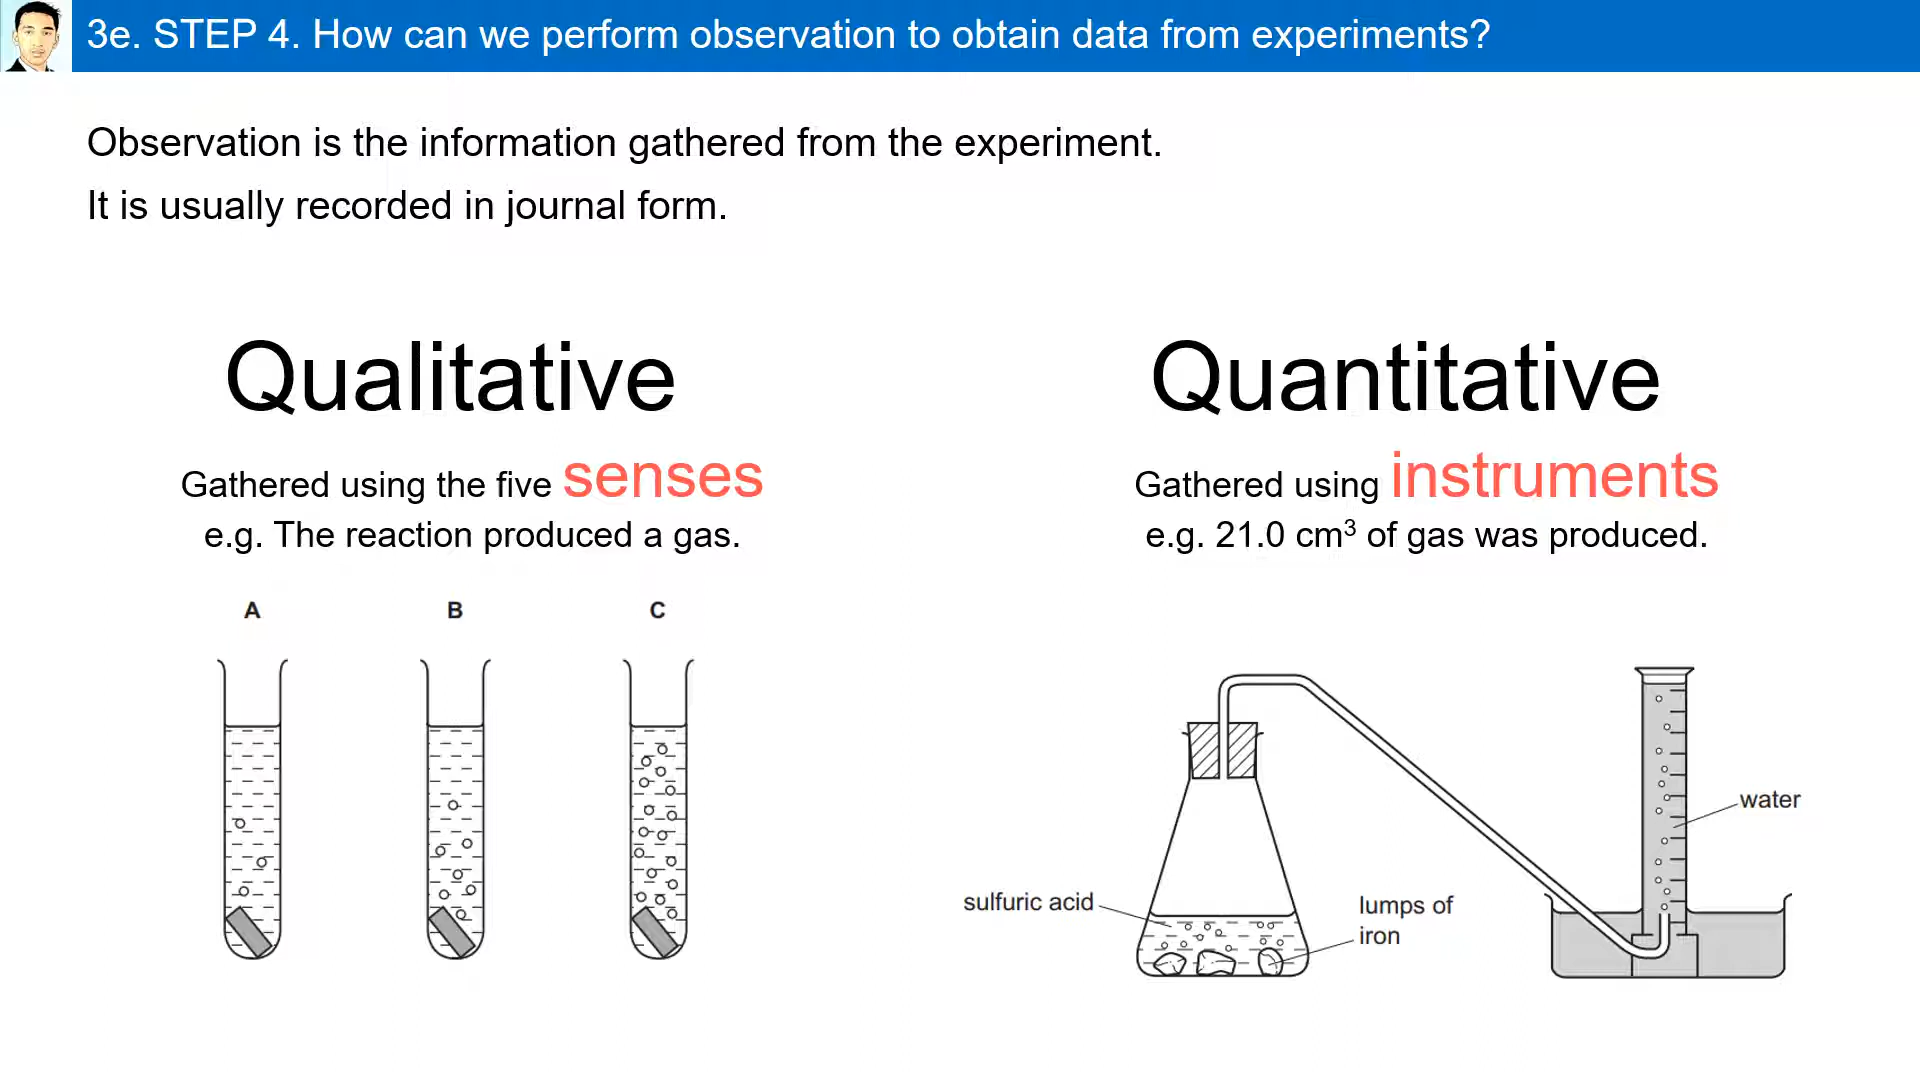 3e. STEP 4. How can we perform observation to obtain data from experiments?
Observation is the information gathered from the experiment.
It is usually recorded in journal form.
Qualitative
Gathered using the five senses
e.g. The reaction produced a gas.
A B C
Quantitative
Gathered using instruments
e.g. 21.0 cm³ of gas was produced.
water
sulfuric acid
lumps of
iron